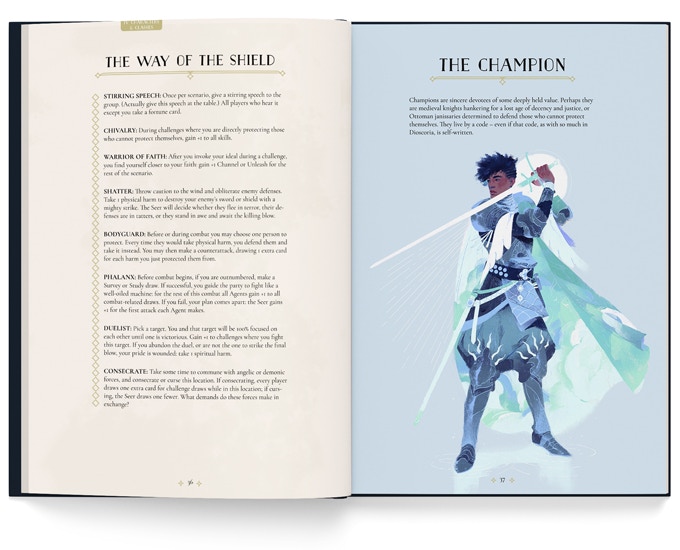 & CLASSES
THE WAY OF THE SHIELD
STIRRING SPEECH: Once per scenario, give a stirring speech to the
group. (Actually give this speech at the table.) All players who hear it
except you take a fortune card.
CHIVALRY: During challenges where you are directly protecting those
who cannot protect themselves, gain +1 to all skills.
WARRIOR OF FAITH: After you invoke your ideal during a challenge,
you find yourself closer to your faith: gain +1 Channel or Unleash for the
rest of the scenario.
SHATTER: Throw caution to the wind and obliterate enemy defenses.
Take 1 physical harm to destroy your enemy's sword or shield with a
mighty strike. The Seer will decide whether they flee in terror, their de-
fenses are in tatters, or they stand in awe and await the killing blow.
BODYGUARD: Before or during combat you may choose one person to
protect. Every time they would take physical harm, you defend them and
take it instead. You may then make a counterattack, drawing 1 extra card
for each harm you just protected them from.
PHALANX: Before combat begins, if you are outnumbered, make a
Survey or Study draw. If successful, you guide the party to fight like a
well-oiled machine: for the rest of this combat all Agents gain +1 to all
combat-related draws. If you fail, your plan comes apart: the Seer gains
+1 for the first attack each Agent makes.
DUELIST: Pick a target. You and that target will be 100% focused on
each other until one is victorious. Gain +1 to challenges where you fight
this target. If you abandon the duel, or are not the one to strike the final
blow, your pride is wounded: take 1 spiritual harm.
CONSECRATE: Take some time to commune with angelic or demonic
forces, and consecrate or curse this location. If consecrating, every player
draws one extra card for challenge draws while in this location; if curs-
ing, the Seer draws one fewer. What demands do these forces make in
exchange?
THE CHAMPION
Champions are sincere devotees of some deeply held value. Perhaps they
are medieval knights hankering for a lost age of decency and justice, or
Ottoman janissaries determined to defend those who cannot protect
themselves. They live by a code – even if that code, as with so much in
Dioscoria, is self-written.
37